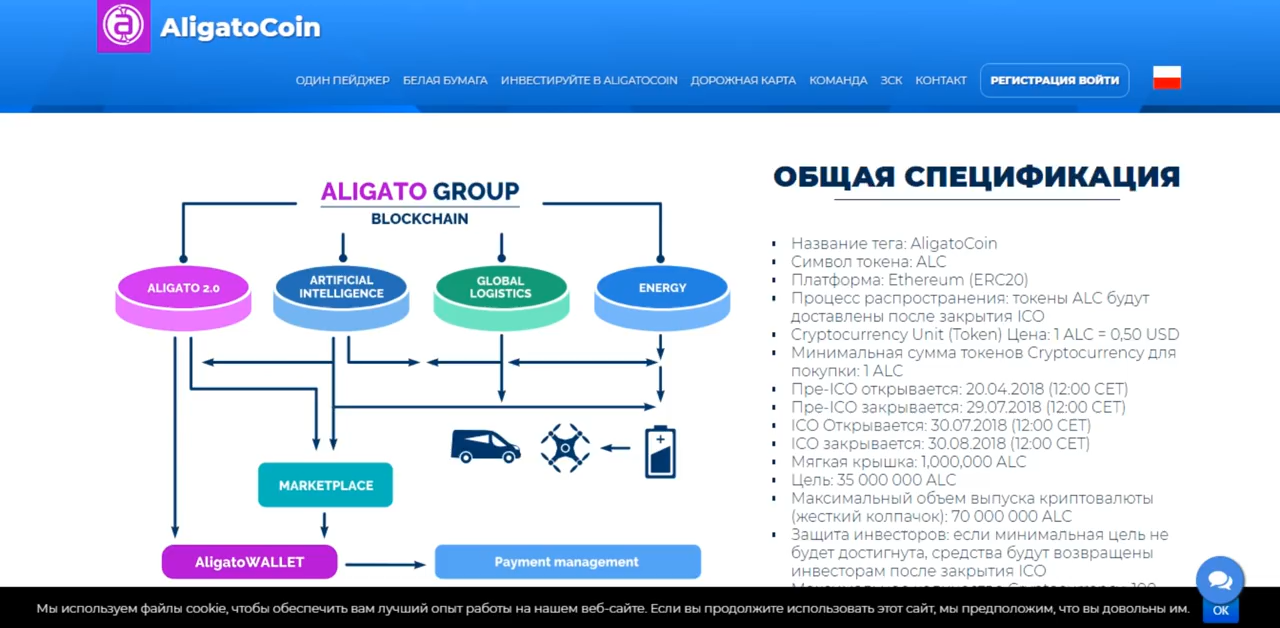 AligatoCoin
ОДИН ПЕЙДЖЕР БЕЛАЯ БУМАГА ИНВЕСТИРУЙТЕ В ALIGATOCOIN ДОРОЖНАЯ КАРТА КОМАНДА ЗСК КОНТАКТ РЕГИСТРАЦИЯ ВОЙТИ
ALIGATO GROUP
BLOCKCHAIN
ALIGATO 2.0
ARTIFICIAL
INTELLIGENCE
GLOBAL
LOGISTICS
ENERGY
MARKETPLACE
AligatoWALLET
Payment management
ОБЩАЯ СПЕЦИФИКАЦИЯ
Название тега: AligatoCoin
Символ токена: ALC
Платформа: Ethereum (ERC20)
Процесс распространения: токены ALC будут
доставлены после закрытия ICO
Cryptocurrency Unit (Token) Цена: 1 ALC = 0,50 USD
Минимальная сумма токенов Cryptocurrency для
покупки: 1 ALC
Пре-ICO открывается: 20.04.2018 (12:00 CET)
Пре-ICO закрывается: 29.07.2018 (12:00 CET)
ICO Открывается: 30.07.2018 (12:00 CET)
ICO закрывается: 30.08.2018 (12:00 CET)
Мягкая крышка: 1,000,000 ALC
Цель: 35 000 000 ALC
Максимальный объем выпуска криптовалюты
(жесткий колпачок): 70 000 000 ALC
Защита инвесторов: если минимальная цель не
будет достигнута, средства будут возвращены
инвесторам после закрытия ICO
Мы используем файлы cookie, чтобы обеспечить вам лучший опыт работы на нашем веб-сайте. Если вы продолжите использовать этот сайт, мы предположим, что вы довольны им.
ОК